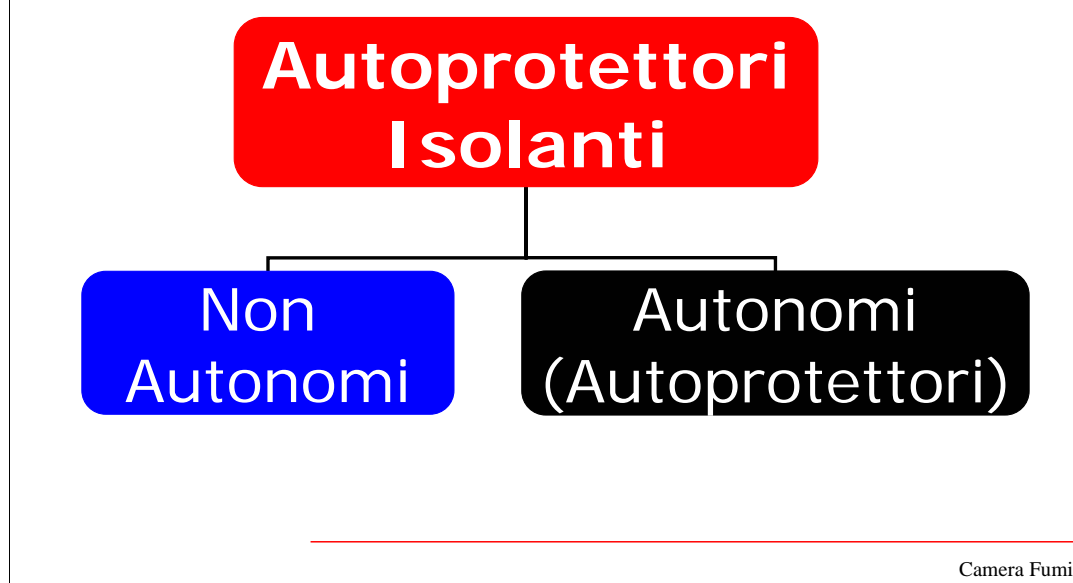 Autoprotettori
Isolanti
Non
Autonomi
Autonomi
(Autoprotettori)
Camera Fumi